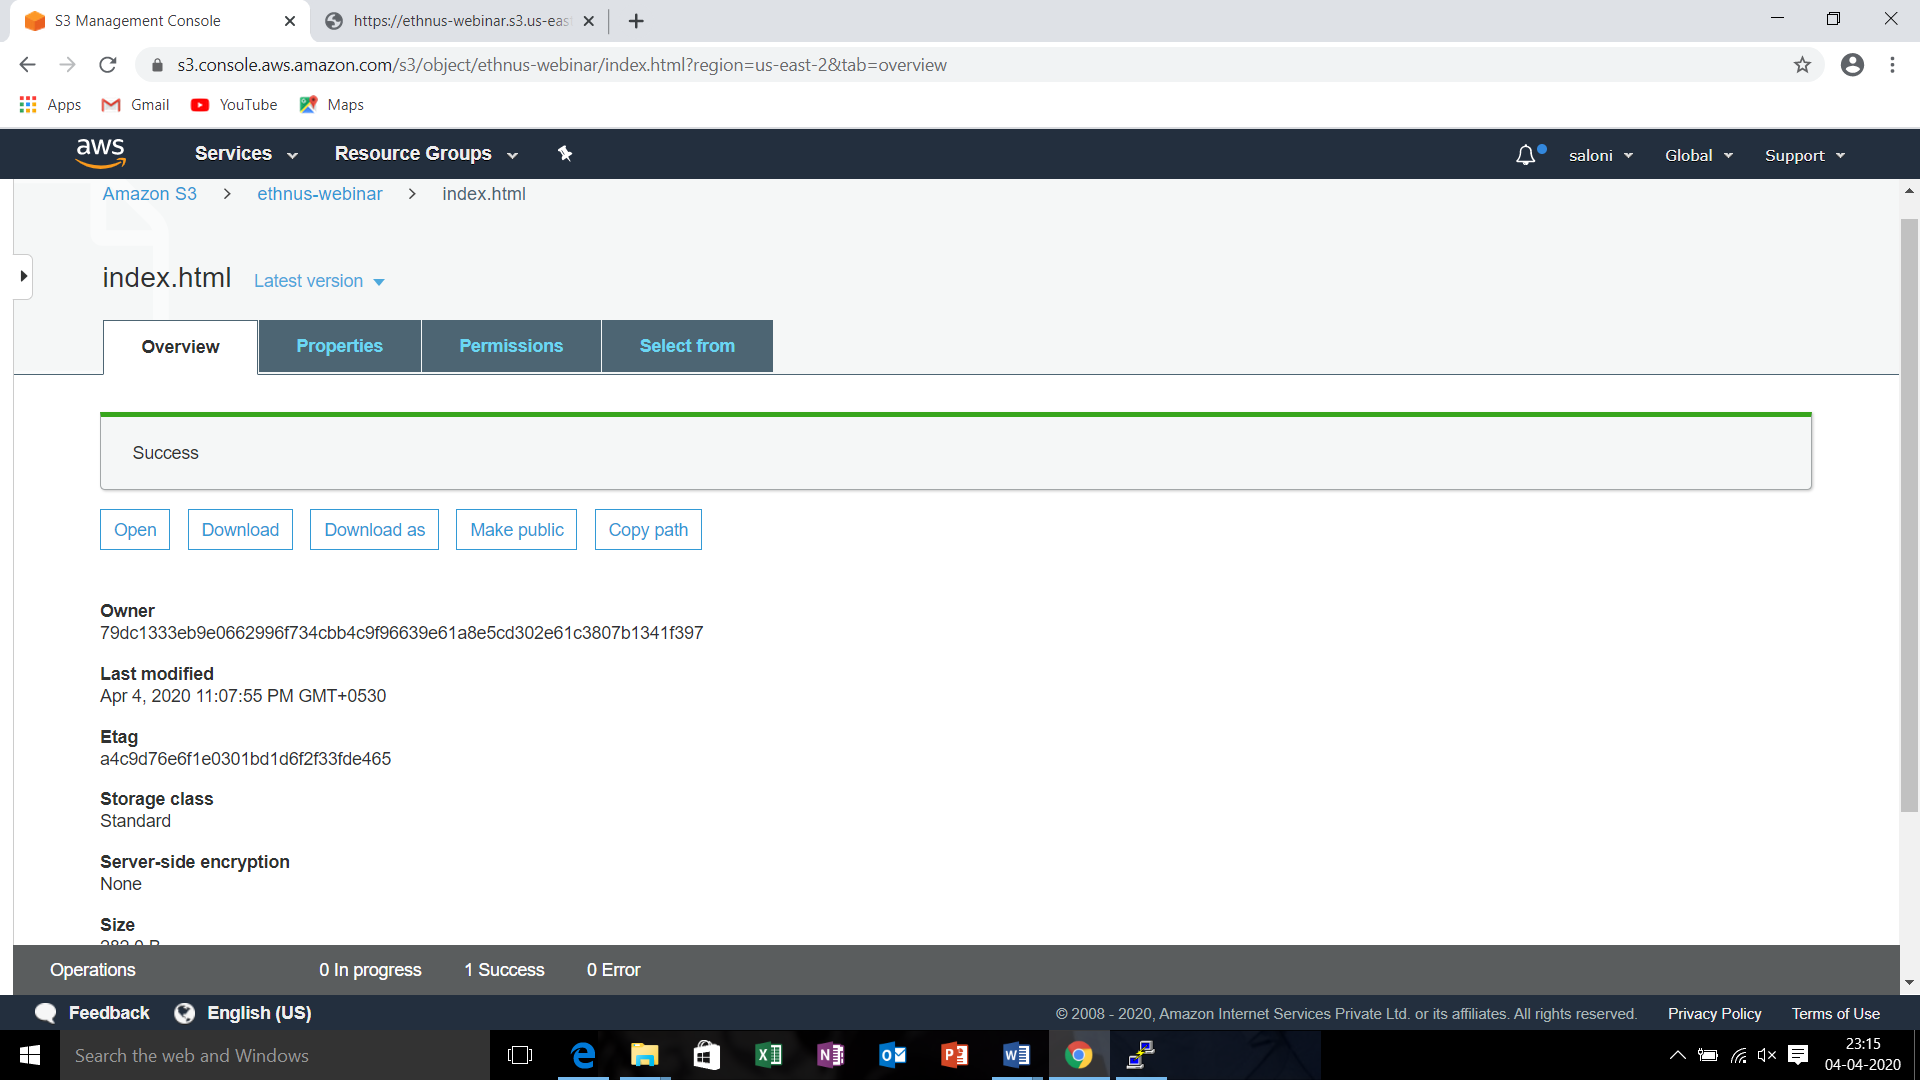 S3 Management Console
https://ethnus-webinar.s3.us-eas
s3.console.aws.amazon.com/s3/object/ethnus-webinar/index.html?region=us-east-2&tab=overview
Apps Gmail YouTube Maps
aws Services Resource Groups saloni Global Support
Amazon S3 > ethnus-webinar > index.html
index.html Latest version
Overview Properties Permissions Select from
Success
Open Download Download as Make public Copy path
Owner
79dc1333eb9e0662996f734cbb4c9f96639e61a8e5cd302e61c3807b1341f397
Last modified
Apr 4, 2020 11:07:55 PM GMT+0530
Etag
a4c9d76e6f1e0301bd1d6f2f33fde465
Storage class
Standard
Server-side encryption
None
Size
Operations 0 In progress 1 Success 0 Error
Feedback English (US) © 2008 - 2020, Amazon Internet Services Private Ltd. or its affiliates. All rights reserved. Privacy Policy Terms of Use
Search the web and Windows
23:15
04-04-2020